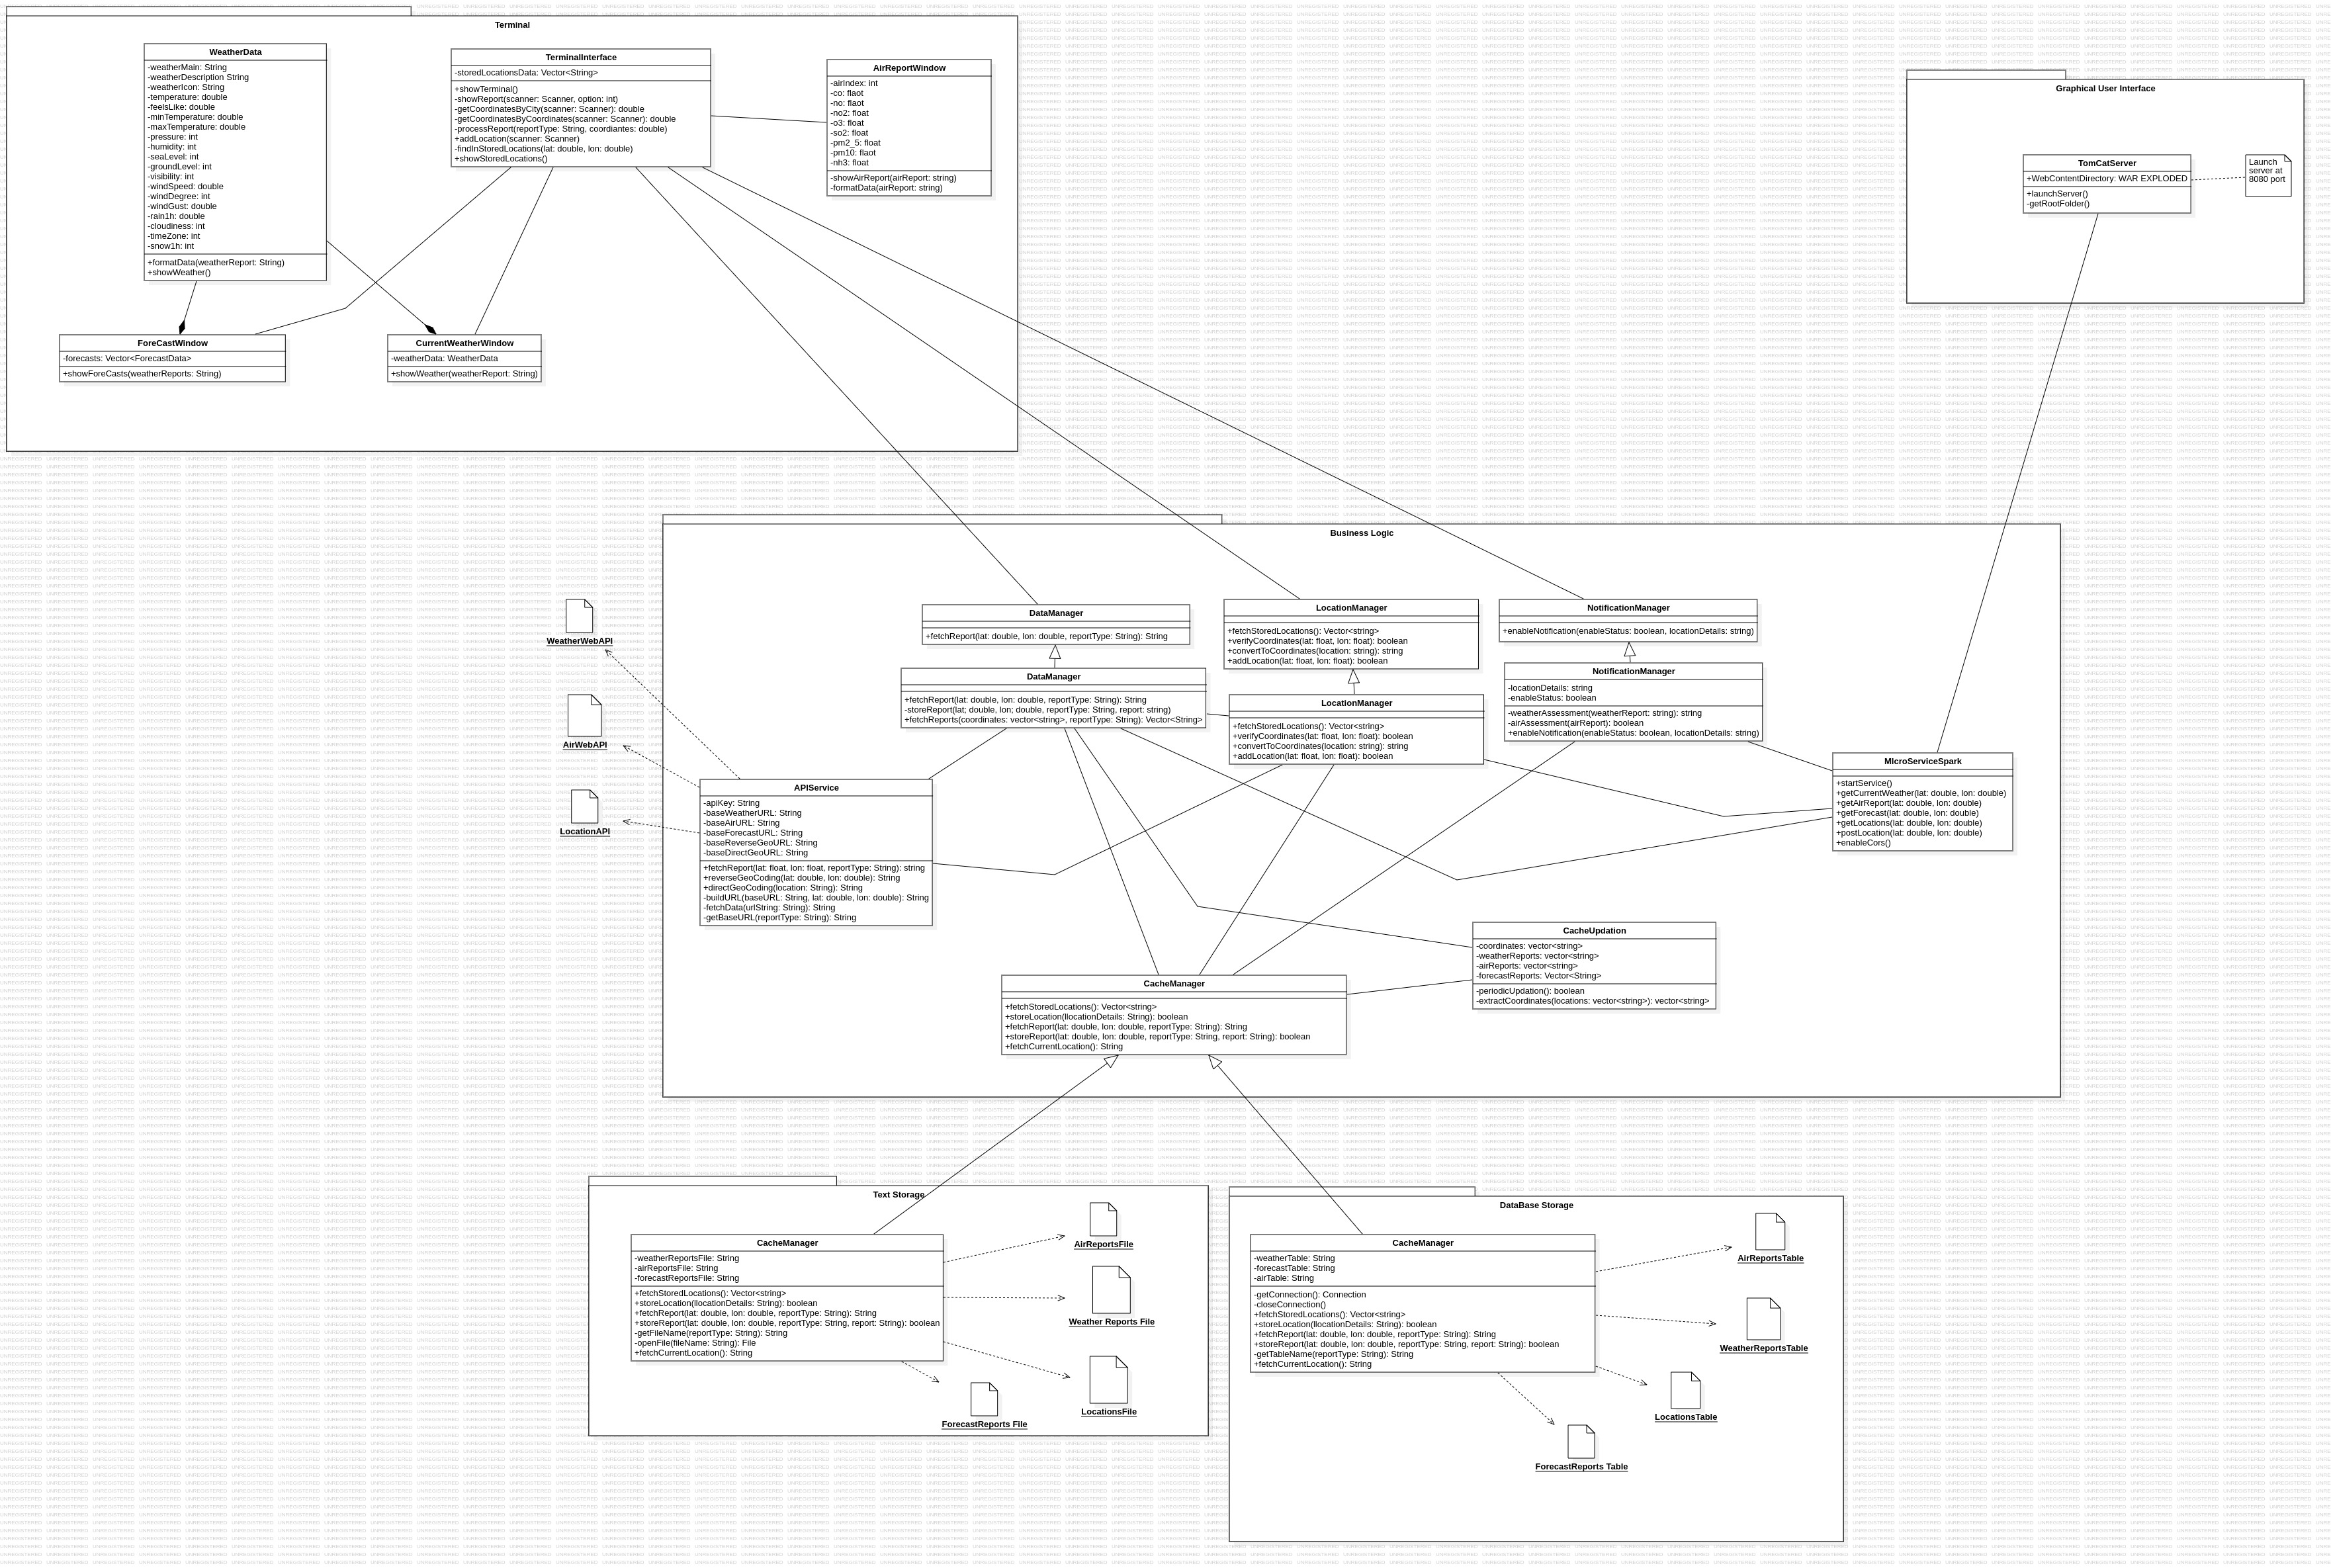 Terminal
WeatherData
-weatherMain: String
-weatherDescription String
-weatherIcon: String
-temperature: double
-feelsLike: double
-minTemperature: double
-maxTemperature: double
-pressure: int
-humidity: int
-seaLevel: int
-groundLevel: int
-visibility: int
-windSpeed: double
-windDegree: int
-windGust: double
-rain1h: double
-cloudiness: int
-timeZone: int
-snow1h: int
+formatData(weatherReport: String)
+showWeather()
TerminalInterface
-storedLocationsData: Vector<String>
+showTerminal()
-showReport(scanner: Scanner, option: int)
-getCoordinatesByCity(scanner: Scanner): double
-getCoordinatesByCoordinates(scanner: Scanner): double
-processReport(reportType: String, coordiantes: double)
+addLocation(scanner: Scanner)
-findInStoredLocations(lat: double, lon: double)
+showStoredLocations()
AirReportWindow
-airIndex: int
-co: flaot
-no: flaot
-no2: float
-o3: float
-so2: float
-pm2_5: float
-pm10: flaot
-nh3: float
-showAirReport(airReport: string)
-formatData(airReport: string)
ForeCastWindow
-forecasts: Vector<ForecastData>
+showForeCasts(weatherReports: String)
CurrentWeatherWindow
-weatherData: WeatherData
+showWeather(weatherReport: String)
Graphical User Interface
TomCatServer
+WebContentDirectory: WAR EXPLODED
+launchServer()
-getRootFolder()
Launch
server at
8080 port
Business Logic
WeatherWebAPI
AirWebAPI
LocationAPI
DataManager
+fetchReport(lat: double, lon: double, reportType: String): String
DataManager
+fetchReport(lat: double, lon: double, reportType: String): String
-storeReport(lat; double, lon; double, reportType: String, report: string)
+fetchReports(coordinates: vector<string>, reportType: String): Vector<String>
LocationManager
+fetchStoredLocations(): Vector<string>
+verifyCoordinates(lat: float, lon: float): boolean
+convertToCoordinates(location: string): string
+addLocation(lat: float, lon: float): boolean
LocationManager
+fetchStoredLocations(): Vector<string>
+verifyCoordinates(lat: float, lon: float): boolean
+convertToCoordinates(location: string): string
+addLocation(lat: float, lon: float): boolean
NotificationManager
+enableNotification(enableStatus: boolean, locationDetails: string)
NotificationManager
-locationDetails: string
-enableStatus: boolean
-weatherAssessment(weatherReport: string): string
-airAssessment(airReport): boolean
+enableNotification(enableStatus: boolean, locationDetails: string)
MIcroServiceSpark
+startService()
+getCurrentWeather(lat: double, lon: double)
+getAirReport(lat: double, lon: double)
+getForecast(lat: double, lon: double)
+getLocations(lat: double, lon: double)
+postLocation(lat: double, lon: double)
+enableCors()
APIService
-apiKey: String
-baseWeatherURL: String
-baseAirURL: String
-baseForecastURL: String
-baseReverseGeoURL: String
-baseDirectGeoURL: String
+fetchReport(lat: float, lon: float, reportType: String): string
+reverseGeoCoding(lat: double, lon: double): String
+directGeoCoding(location: String): String
-buildURL(baseURL: String, lat: double, lon: double): String
-fetchData(urlString: String): String
-getBaseURL(reportType: String): String
CacheUpdation
-coordinates: vector<string>
-weatherReports: vector<string>
-airReports: vector<string>
-forecastReports: Vector<String>
-periodicUpdation(): boolean
-extractCoordinates(locations: vector<string>): vector<string>
CacheManager
+fetchStoredLocations(): Vector<string>
+storeLocation(llocationDetails: String): boolean
+fetchReport(lat: double, lon: double, reportType: String): String
+storeReport(lat: double, lon: double, reportType: String, report: String): boolean
+fetchCurrentLocation(): String
Text Storage
CacheManager
-weatherReportsFile: String
-airReportsFile: String
-forecastReportsFile: String
+fetchStoredLocations(): Vector<string>
+storeLocation(llocationDetails: String): boolean
+fetchReport(lat: double, lon: double, reportType: String): String
+storeReport(lat: double, lon: double, reportType: String, report: String): boolean
-getFileName(reportType: String): String
-openFile(fileName: String): File
+fetchCurrentLocation(): String
AirReportsFile
Weather Reports File
LocationsFile
ForecastReports File
DataBase Storage
CacheManager
-weatherTable: String
-forecastTable: String
-airTable: String
-getConnection(): Connection
-closeConnection()
+fetchStoredLocations(): Vector<string>
+storeLocation(llocationDetails: String): boolean
+fetchReport(lat: double, lon: double, reportType: String): String
+storeReport(lat: double, lon: double, reportType: String, report: String): boolean
-getTableName(reportType: String): String
+fetchCurrentLocation(): String
AirReportsTable
WeatherReportsTable
LocationsTable
ForecastReports Table
UNREGISTERED